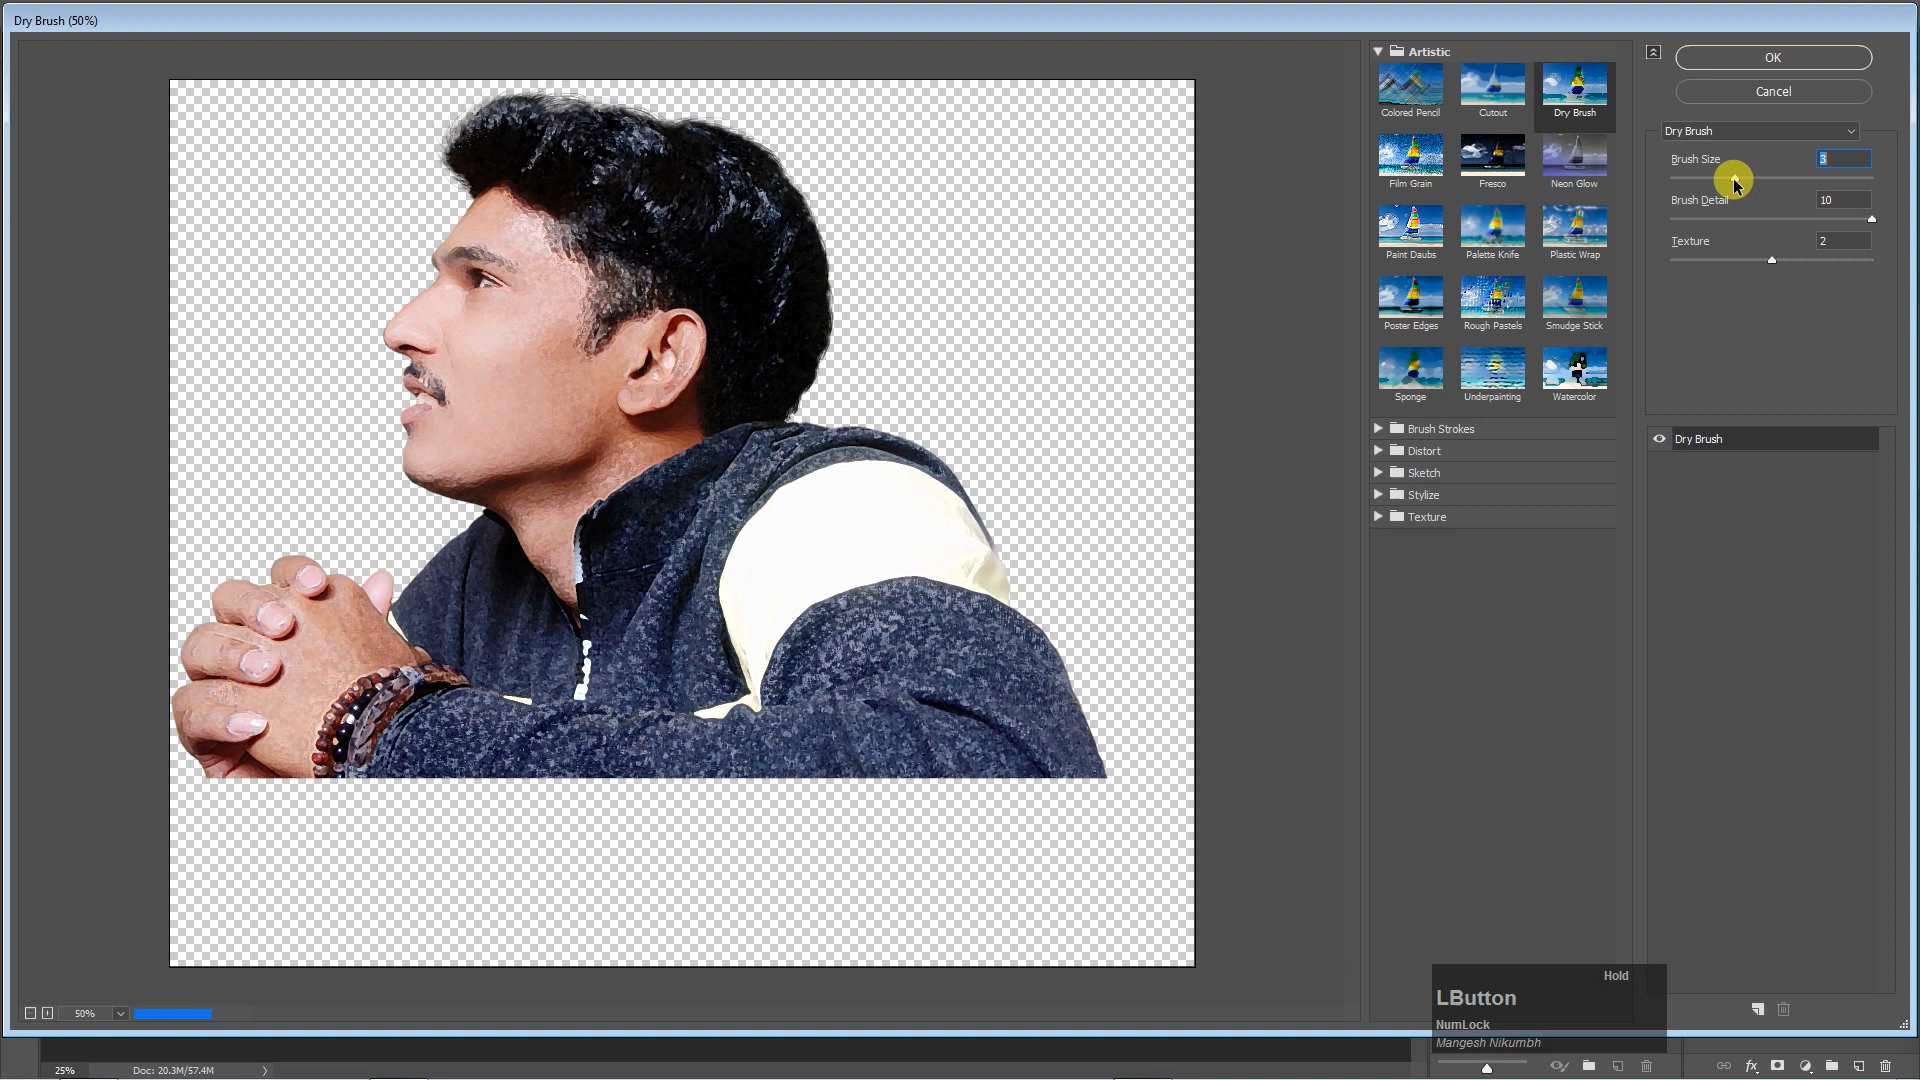 Dry Brush (50%)
Artistic
Colored Pencil
Cutout
Dry Brush
Film Grain
Fresco
Neon Glow
Paint Daubs
Palette Knife
Plastic Wrap
Poster Edges
Rough Pastels
Smudge Stick
Sponge
Underpainting
Watercolor
Brush Strokes
Distort
Sketch
Stylize
Texture
OK
Cancel
Dry Brush
Brush Size 3
Brush Detail 10
Texture 2
Dry Brush
50%
Hold
LButton
NumLock
Mangesh Nikumbh
25% Doc: 20.3M/57.4M
fx